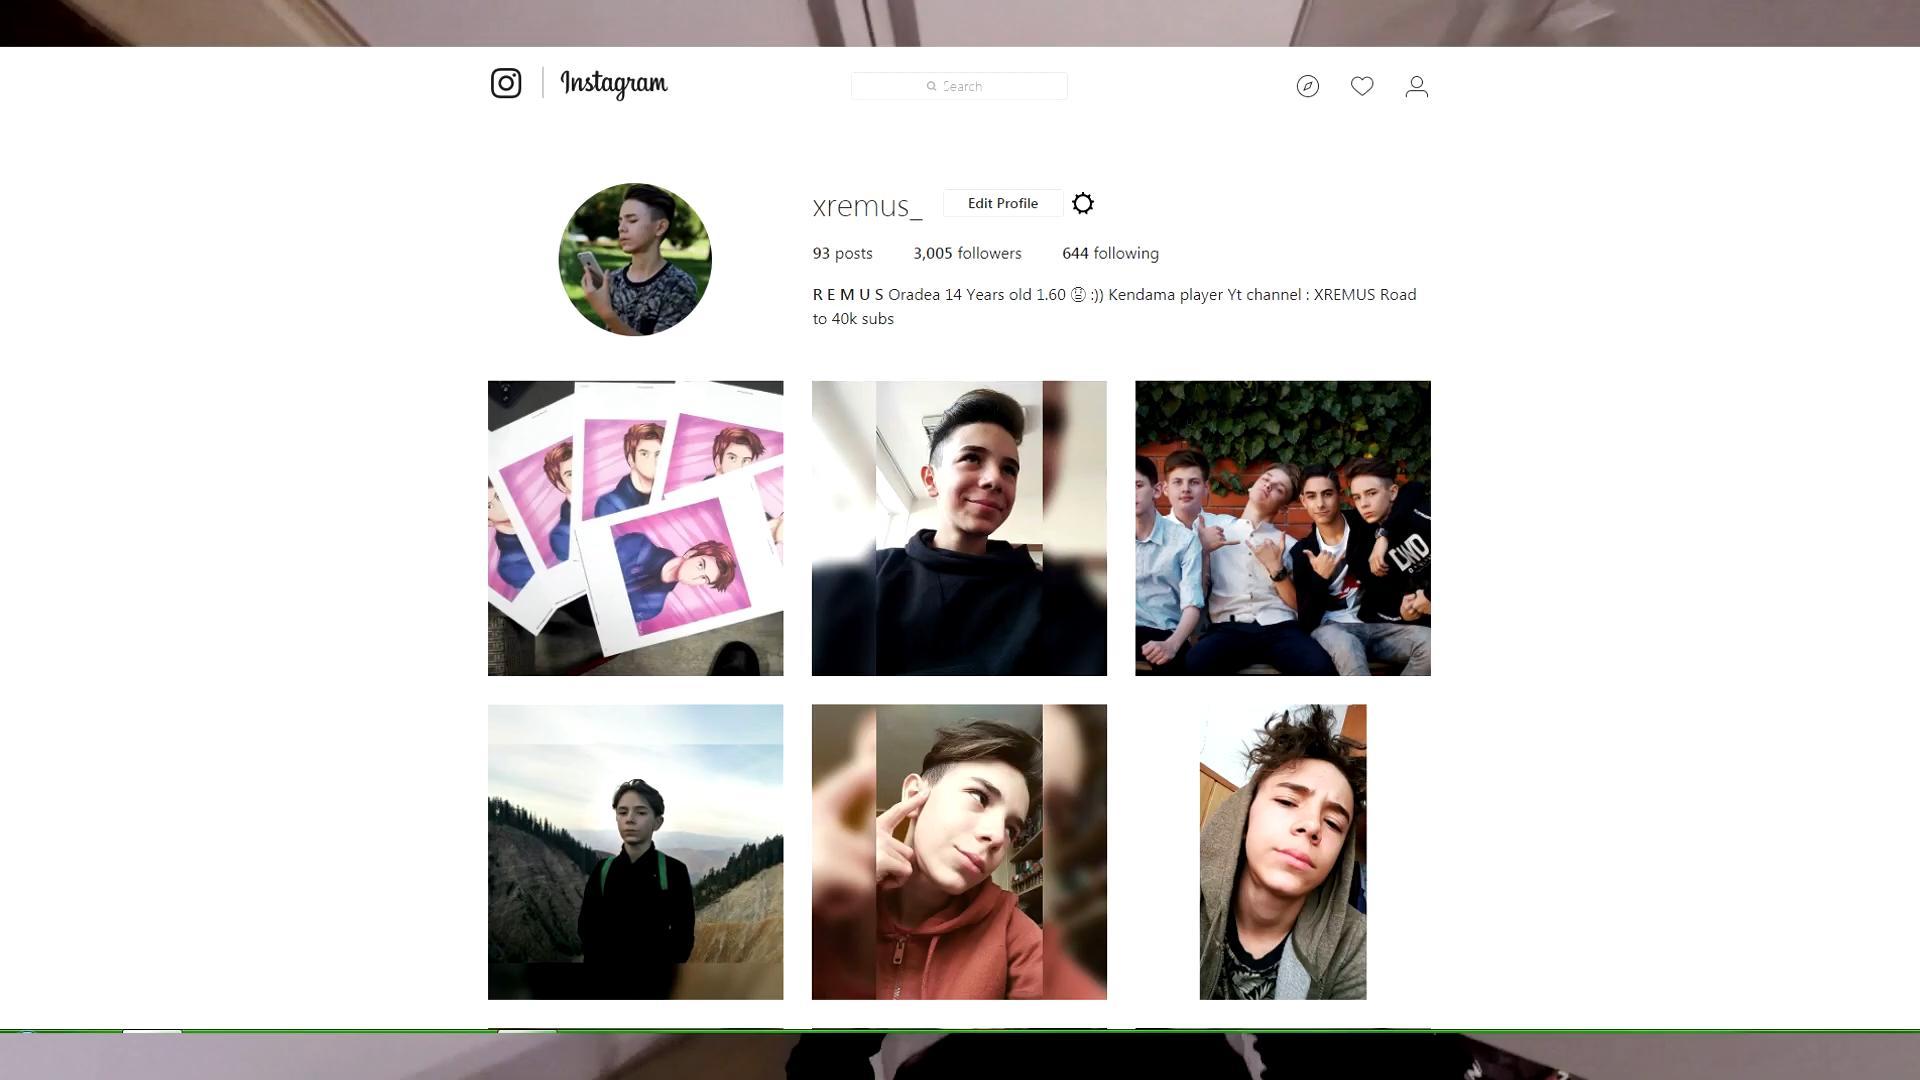 Instagram
Search
xremus_
Edit Profile
93 posts
3,005 followers
644 following
R E M U S Oradea 14 Years old 1.60 :)) Kendama player Yt channel : XREMUS Road
to 40k subs